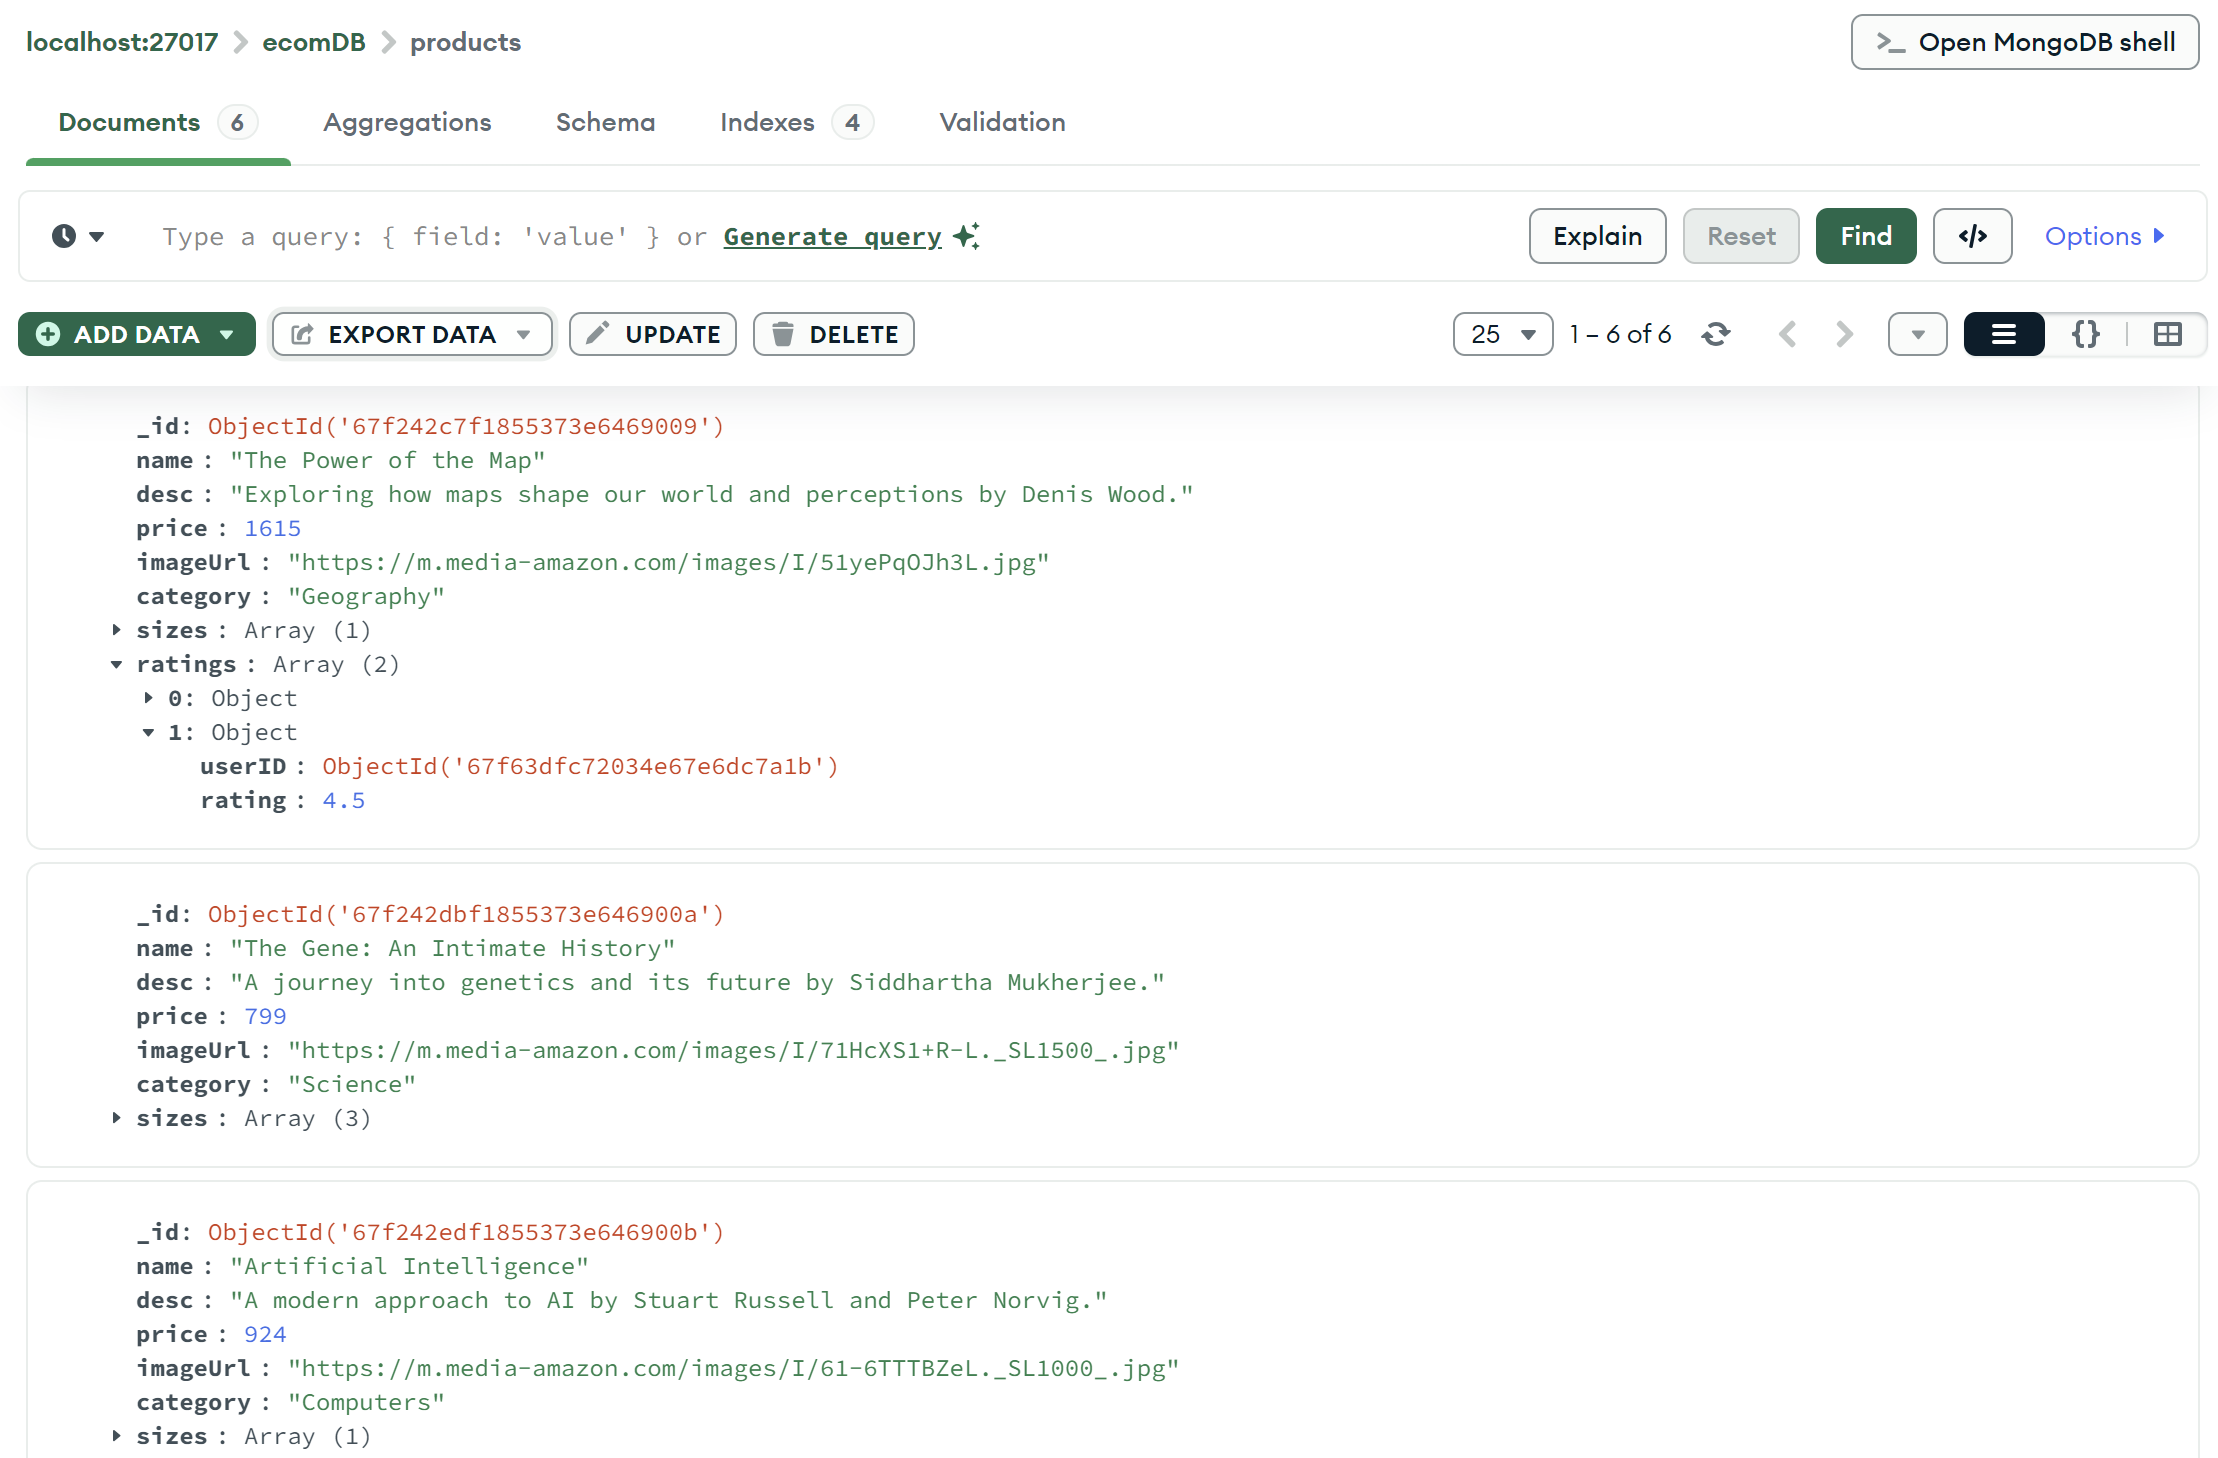 localhost:27017 > ecomDB > products
>_ Open MongoDB shell
Documents 6 Aggregations Schema Indexes 4 Validation
Type a query: { field: 'value' } or Generate query
Explain Reset Find </> Options
ADD DATA EXPORT DATA UPDATE DELETE 25 1 – 6 of 6 {}
_id: ObjectId('67f242c7f1855373e6469009')
name : "The Power of the Map"
desc : "Exploring how maps shape our world and perceptions by Denis Wood."
price : 1615
imageUrl : "https://m.media-amazon.com/images/I/51yePqOJh3L.jpg"
category : "Geography"
sizes : Array (1)
ratings : Array (2)
0: Object
1: Object
userID : ObjectId('67f63dfc72034e67e6dc7a1b')
rating : 4.5
_id: ObjectId('67f242dbf1855373e646900a')
name : "The Gene: An Intimate History"
desc : "A journey into genetics and its future by Siddhartha Mukherjee."
price : 799
imageUrl : "https://m.media-amazon.com/images/I/71HcXS1+R-L._SL1500_.jpg"
category : "Science"
sizes : Array (3)
_id: ObjectId('67f242edf1855373e646900b')
name : "Artificial Intelligence"
desc : "A modern approach to AI by Stuart Russell and Peter Norvig."
price : 924
imageUrl : "https://m.media-amazon.com/images/I/61-6TTTBZeL._SL1000_.jpg"
category : "Computers"
sizes : Array (1)